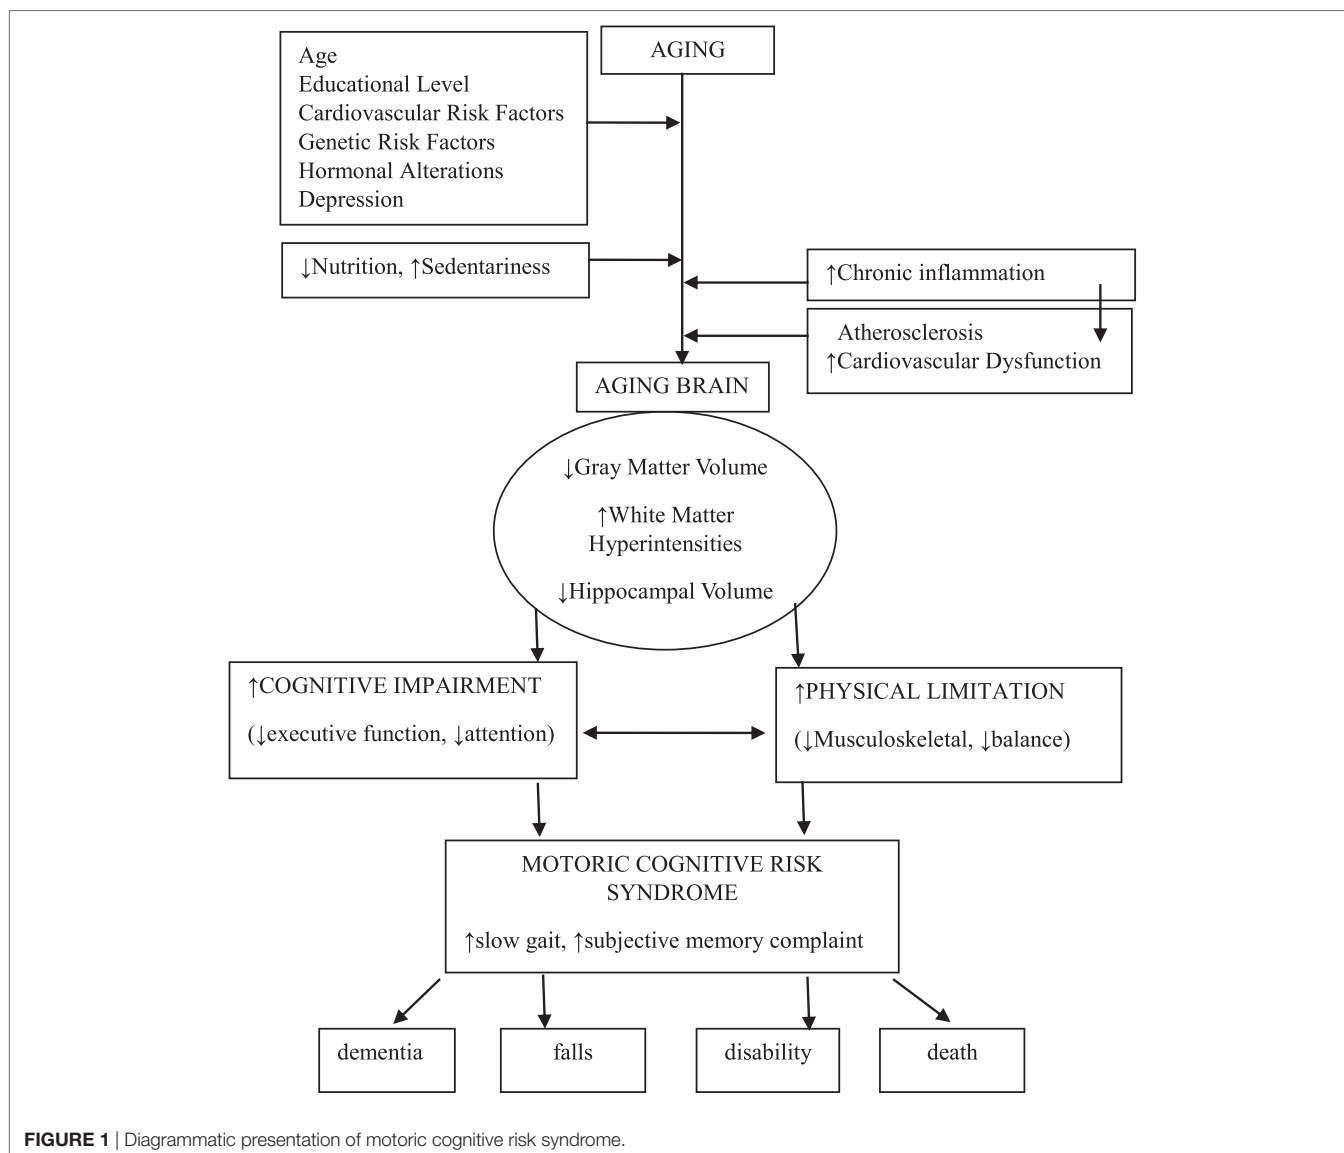 AGING
Age
Educational Level
Cardiovascular Risk Factors
Genetic Risk Factors
Hormonal Alterations
Depression
↓Nutrition, ↑Sedentariness
↑Chronic inflammation
Atherosclerosis
↑Cardiovascular Dysfunction
AGING BRAIN
↓Gray Matter Volume
↑White Matter
Hyperintensities
↓Hippocampal Volume
↑COGNITIVE IMPAIRMENT
(↓executive function, ↓attention)
↑PHYSICAL LIMITATION
(↓Musculoskeletal, ↓balance)
MOTORIC COGNITIVE RISK
SYNDROME
↑slow gait, ↑subjective memory complaint
dementia
falls
disability
death
FIGURE 1 | Diagrammatic presentation of motoric cognitive risk syndrome.